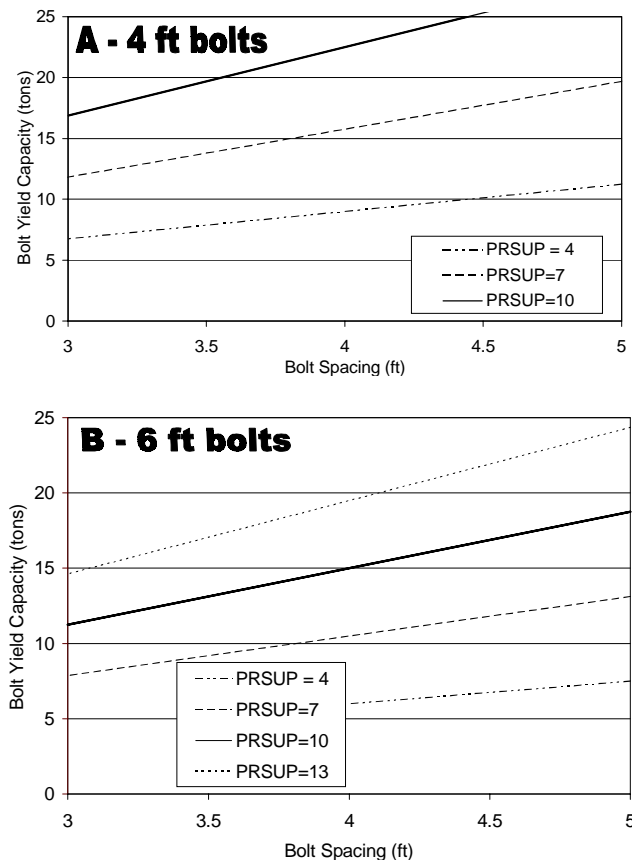 A - 4 ft bolts
25
20
15
10
5
0
Bolt Yield Capacity (tons)
PRSUP = 4
PRSUP=7
PRSUP=10
3 3.5 4 4.5 5
Bolt Spacing (ft)
B - 6 ft bolts
25
20
15
10
5
0
Bolt Yield Capacity (tons)
PRSUP = 4
PRSUP=7
PRSUP=10
PRSUP=13
3 3.5 4 4.5 5
Bolt Spacing (ft)